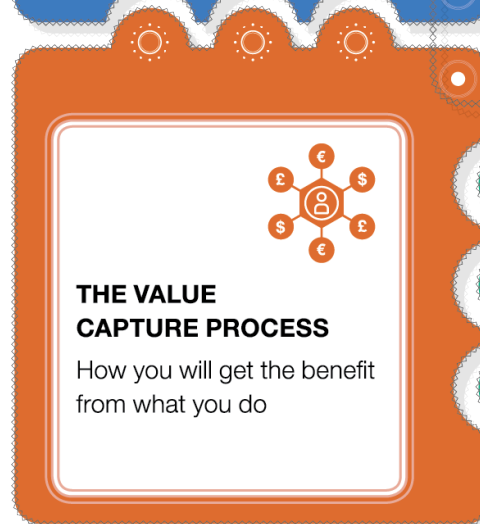 €
£ $
$ £
€
THE VALUE
CAPTURE PROCESS
How you will get the benefit
from what you do